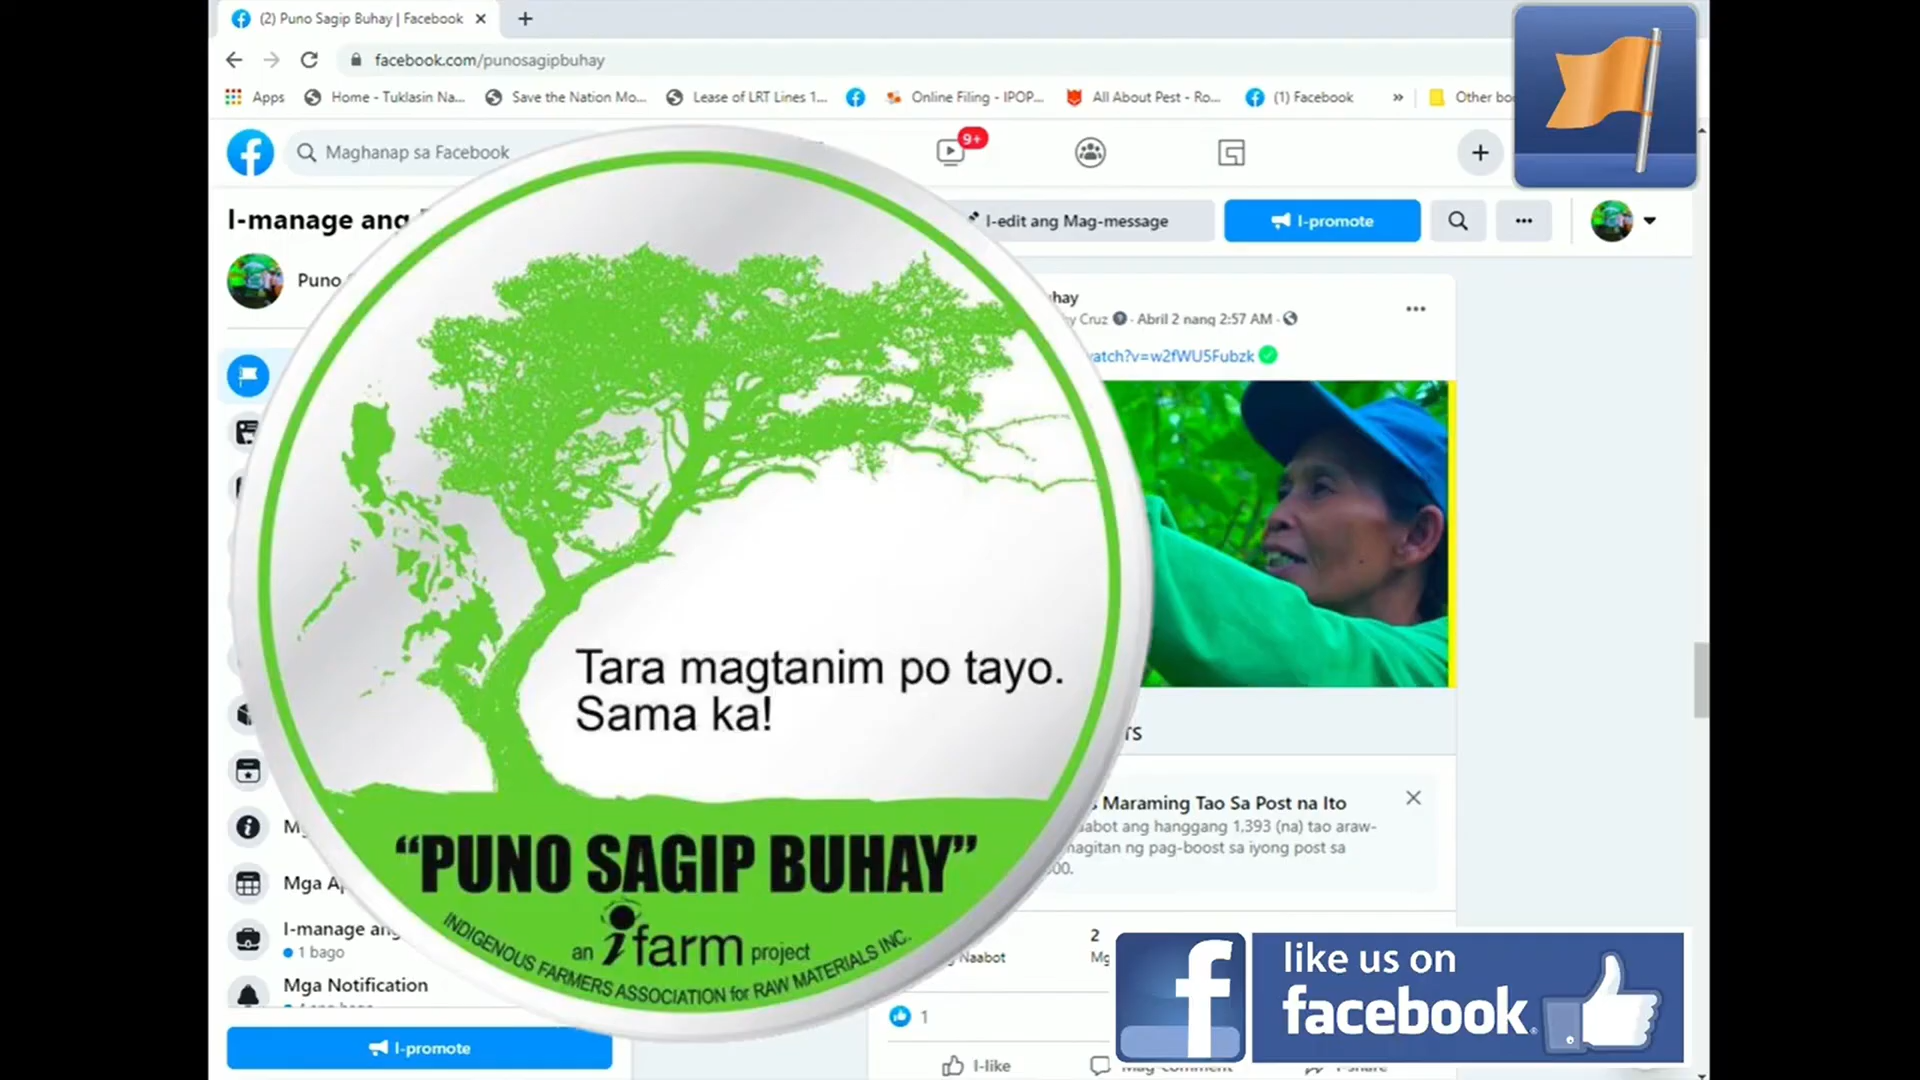 (2) Puno Sagip Buhay | Facebook
facebook.com/punosagipbuhay
Apps
Home - Tuklasin Na...
Save the Nation Mo...
Lease of LRT Lines 1...
Online Filing - IPOP...
All About Pest - Ro...
(1) Facebook
»
Other
Maghanap sa Facebook
9+
I-manage ang
I-edit ang Mag-message
I-promote
Puno
Cruz · Abril 2 nang 2:57 AM ·
atch?v=w2fWU5Fubzk
Tara magtanim po tayo.
Sama ka!
Maraming Tao Sa Post na Ito
abot ang hanggang 1,393 (na) tao araw-
magitan ng pag-boost sa iyong post sa
“PUNO SAGIP BUHAY”
an ifarm project
INDIGENOUS FARMERS ASSOCIATION for RAW MATERIALS INC.
I-manage ang
1 bago
Naabot
2
Mga Notification
I-promote
1
I-like
like us on
facebook.